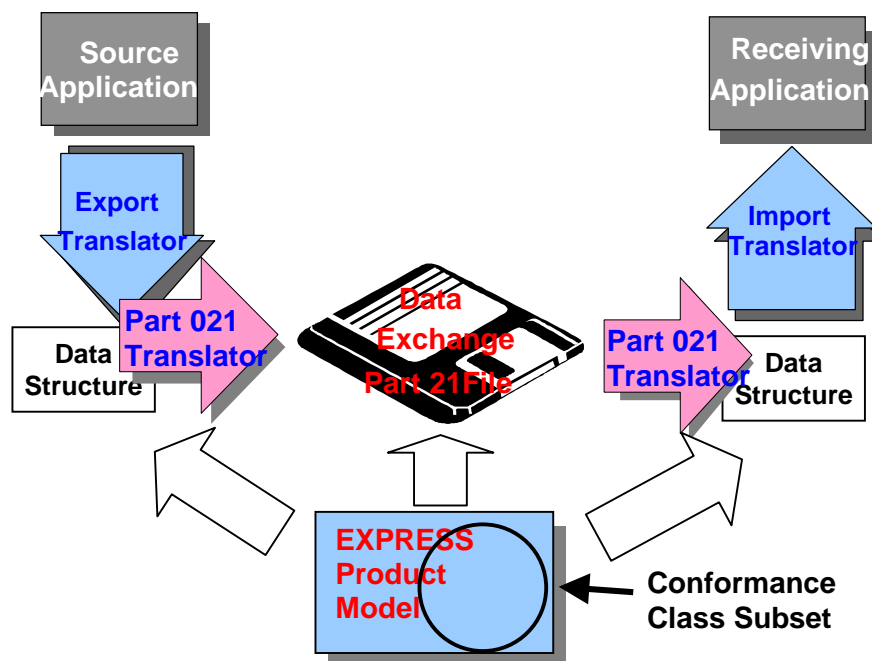 Source
Application
Receiving
Application
Export
Translator
Import
Translator
Part 021
Translator
Data
Structure
Data
Exchange
Part 21File
Part 021
Translator
Data
Structure
EXPRESS
Product
Model
Conformance
Class Subset